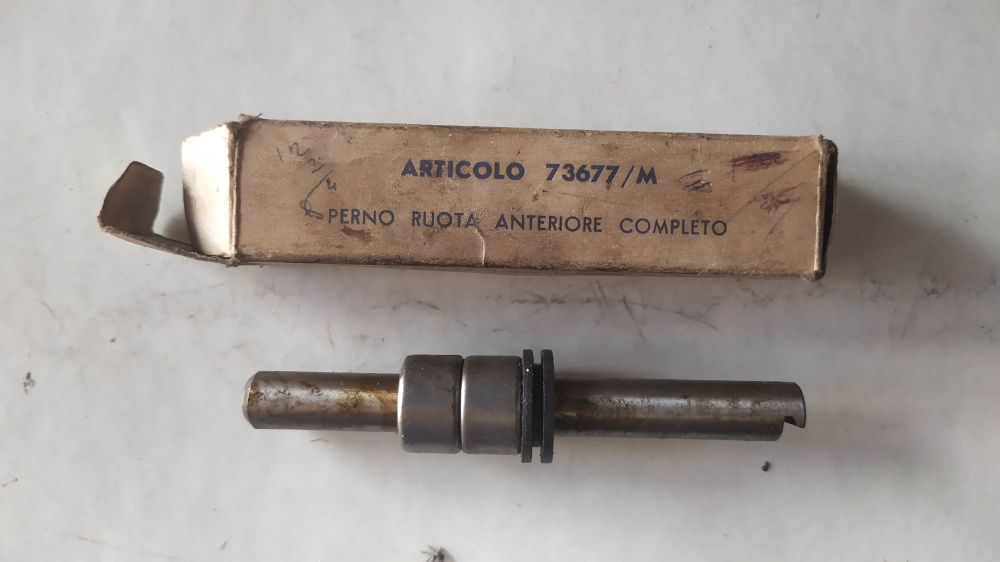 ARTICOLO 73677/M
PERNO RUOTA ANTERIORE COMPLETO